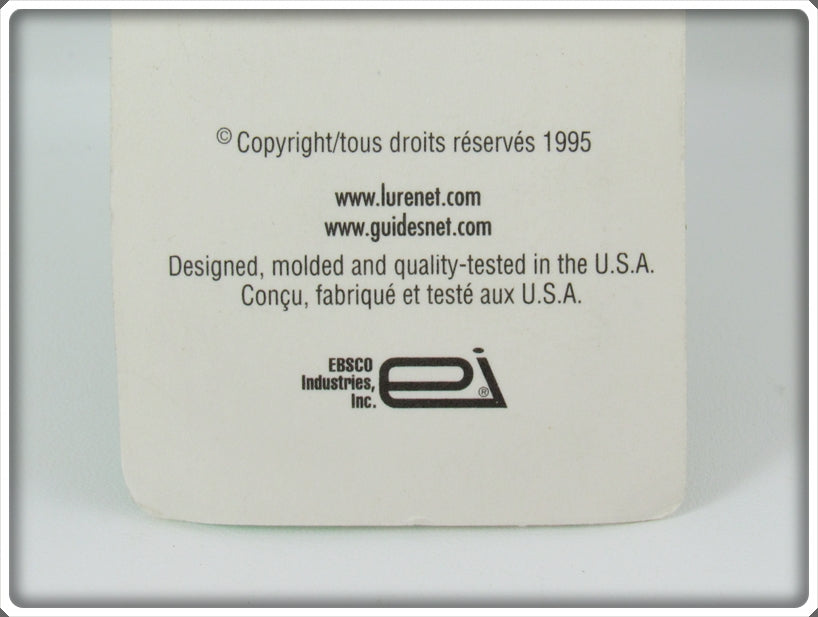 © Copyright/tous droits réservés 1995
www.lurenet.com
www.guidesnet.com
Designed, molded and quality-tested in the U.S.A.
Conçu, fabriqué et testé aux U.S.A.
EBSCO
Industries,
Inc.
ei®